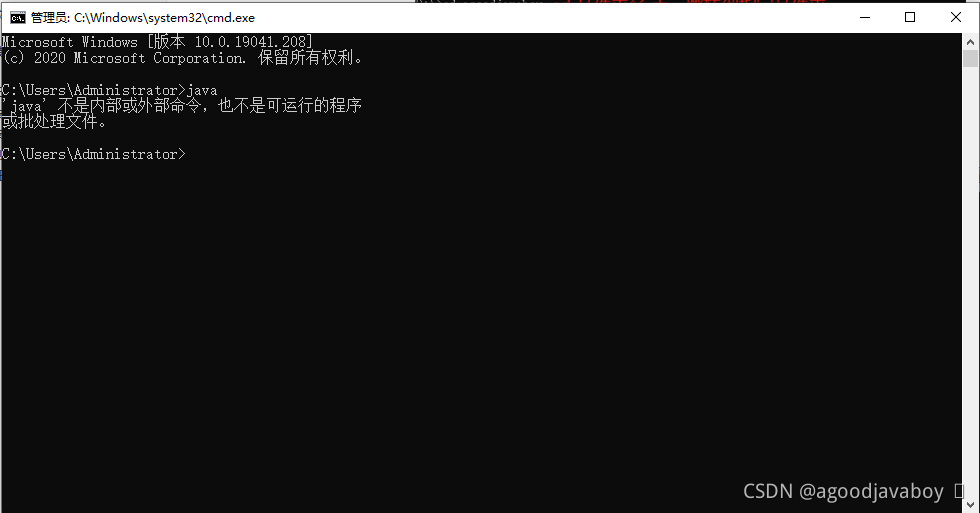 管理员: C:\Windows\system32\cmd.exe
Microsoft Windows [版本 10.0.19041.208]
(c) 2020 Microsoft Corporation. 保留所有权利。
C:\Users\Administrator>java
'java' 不是内部或外部命令，也不是可运行的程序
或批处理文件。
C:\Users\Administrator>
CSDN @agoodjavaboy